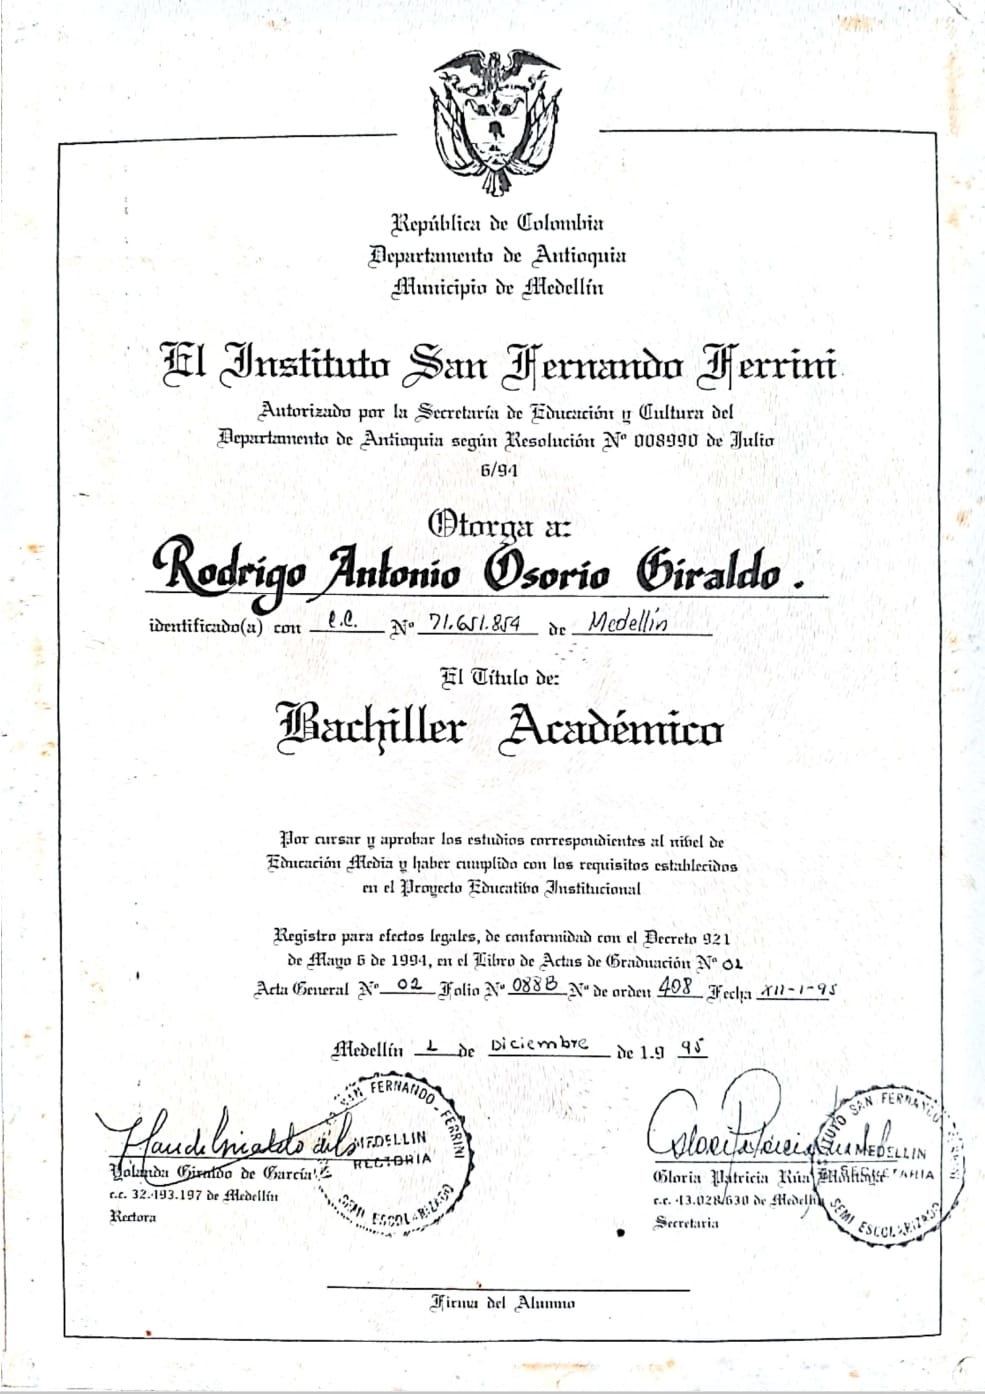 República de Colombia
Departamento de Antioquia
Municipio de Medellín
El Instituto San Fernando Ferrini
Autorizado por la Secretaría de Educación y Cultura del
Departamento de Antioquia según Resolución Nº 008990 de Julio
6/94
Otorga a:
Rodrigo Antonio Osorio Giraldo.
identificado(a) con C.C. Nº 71.651.854 de Medellín
El Título de:
Bachiller Académico
Por cursar y aprobar los estudios correspondientes al nivel de
Educación Media y haber cumplido con los requisitos establecidos
en el Proyecto Educativo Institucional
Registro para efectos legales, de conformidad con el Decreto 921
de Mayo 6 de 1994, en el Libro de Actas de Graduación Nº 01
Acta General Nº 02 Folio Nº 088B Nº de orden 408 Fecha XII-1-95
Medellín 1 de Diciembre de 1.9 95
SAN FERNANDO - FERRINI
MEDELLIN
RECTORIA
SEMI ESCOLARIZADO
Yolanda Giraldo de García
c.c. 32.493.197 de Medellín
Rectora
SAN FERNANDO
MEDELLIN
SEMI ESCOLARIZADO
Gloria Patricia Rúa
c.c. 43.028.630 de Medellín
Secretaria
Firma del Alumno